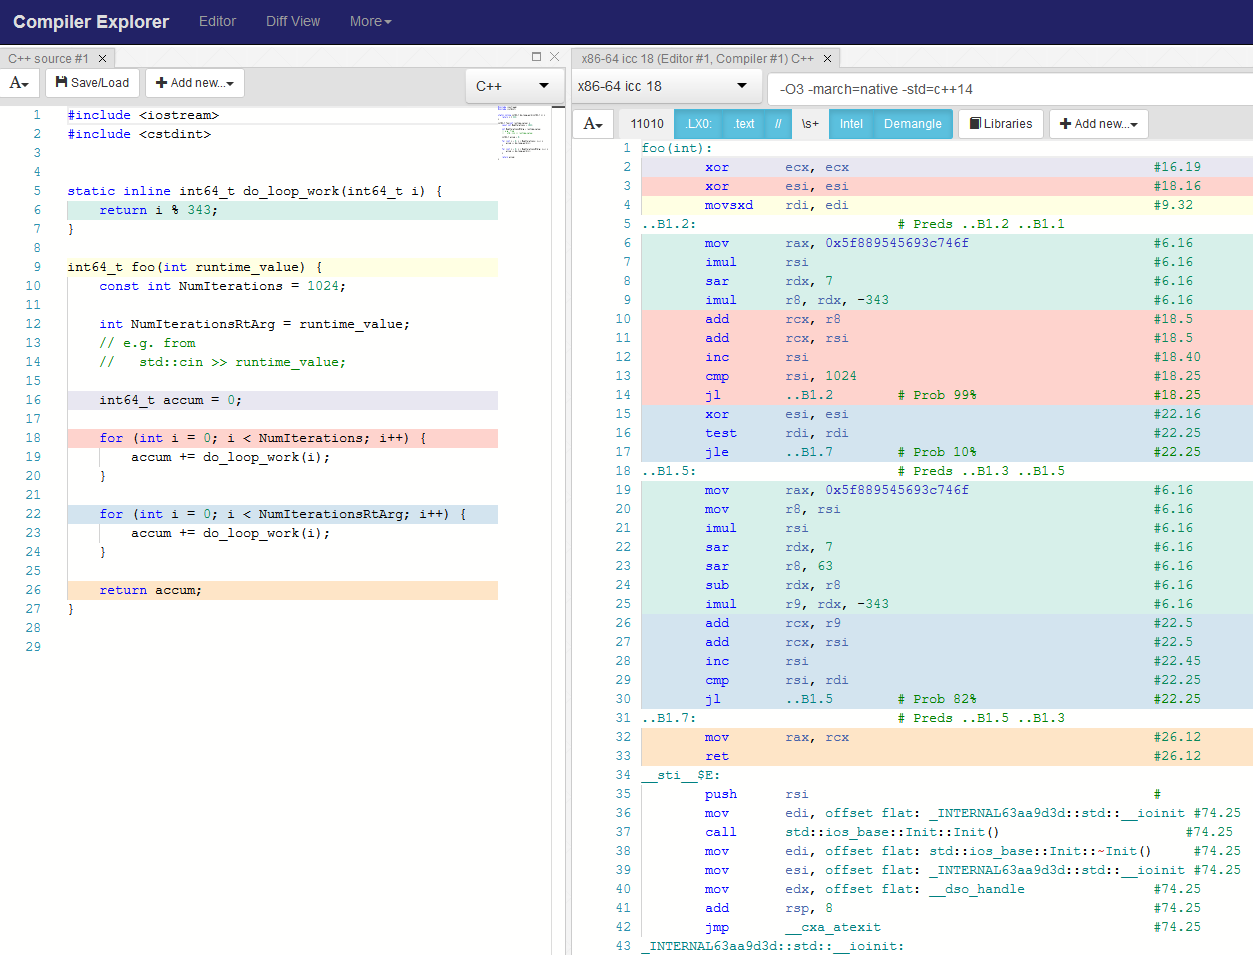 Compiler Explorer Editor Diff View More
C++ source #1 ×
A Save/Load + Add new... C++
1 #include <iostream>
2 #include <cstdint>
3
4
5 static inline int64_t do_loop_work(int64_t i) {
6 return i % 343;
7 }
8
9 int64_t foo(int runtime_value) {
10 const int NumIterations = 1024;
11
12 int NumIterationsRtArg = runtime_value;
13 // e.g. from
14 // std::cin >> runtime_value;
15
16 int64_t accum = 0;
17
18 for (int i = 0; i < NumIterations; i++) {
19 accum += do_loop_work(i);
20 }
21
22 for (int i = 0; i < NumIterationsRtArg; i++) {
23 accum += do_loop_work(i);
24 }
25
26 return accum;
27 }
28
29
x86-64 icc 18 (Editor #1, Compiler #1) C++ ×
x86-64 icc 18 -O3 -march=native -std=c++14
A 11010 .LX0: .text // \s+ Intel Demangle Libraries + Add new...
1 foo(int):
2 xor ecx, ecx #16.19
3 xor esi, esi #18.16
4 movsxd rdi, edi #9.32
5 ..B1.2: # Preds ..B1.2 ..B1.1
6 mov rax, 0x5f889545693c746f #6.16
7 imul rsi #6.16
8 sar rdx, 7 #6.16
9 imul r8, rdx, -343 #6.16
10 add rcx, r8 #18.5
11 add rcx, rsi #18.5
12 inc rsi #18.40
13 cmp rsi, 1024 #18.25
14 jl ..B1.2 # Prob 99% #18.25
15 xor esi, esi #22.16
16 test rdi, rdi #22.25
17 jle ..B1.7 # Prob 10% #22.25
18 ..B1.5: # Preds ..B1.3 ..B1.5
19 mov rax, 0x5f889545693c746f #6.16
20 mov r8, rsi #6.16
21 imul rsi #6.16
22 sar rdx, 7 #6.16
23 sar r8, 63 #6.16
24 sub rdx, r8 #6.16
25 imul r9, rdx, -343 #6.16
26 add rcx, r9 #22.5
27 add rcx, rsi #22.5
28 inc rsi #22.45
29 cmp rsi, rdi #22.25
30 jl ..B1.5 # Prob 82% #22.25
31 ..B1.7: # Preds ..B1.5 ..B1.3
32 mov rax, rcx #26.12
33 ret #26.12
34 __sti__$E:
35 push rsi #
36 mov edi, offset flat: _INTERNAL63aa9d3d::std::__ioinit #74.25
37 call std::ios_base::Init::Init() #74.25
38 mov edi, offset flat: std::ios_base::Init::~Init() #74.25
39 mov esi, offset flat: _INTERNAL63aa9d3d::std::__ioinit #74.25
40 mov edx, offset flat: __dso_handle #74.25
41 add rsp, 8 #74.25
42 jmp __cxa_atexit #74.25
43 _INTERNAL63aa9d3d::std::__ioinit: